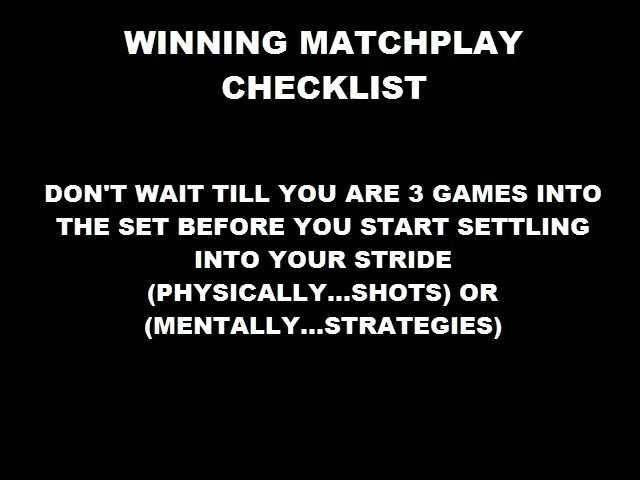 WINNING MATCHPLAY
CHECKLIST
DON'T WAIT TILL YOU ARE 3 GAMES INTO
THE SET BEFORE YOU START SETTLING
INTO YOUR STRIDE
(PHYSICALLY...SHOTS) OR
(MENTALLY...STRATEGIES)